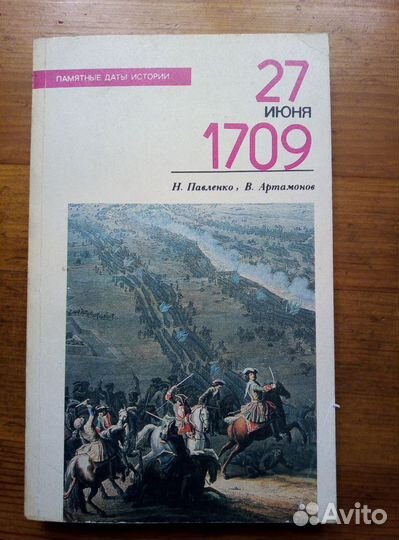 ПАМЯТНЫЕ ДАТЫ ИСТОРИИ
27
ИЮНЯ
1709
Н. Павленко, В. Артамонов
Avito